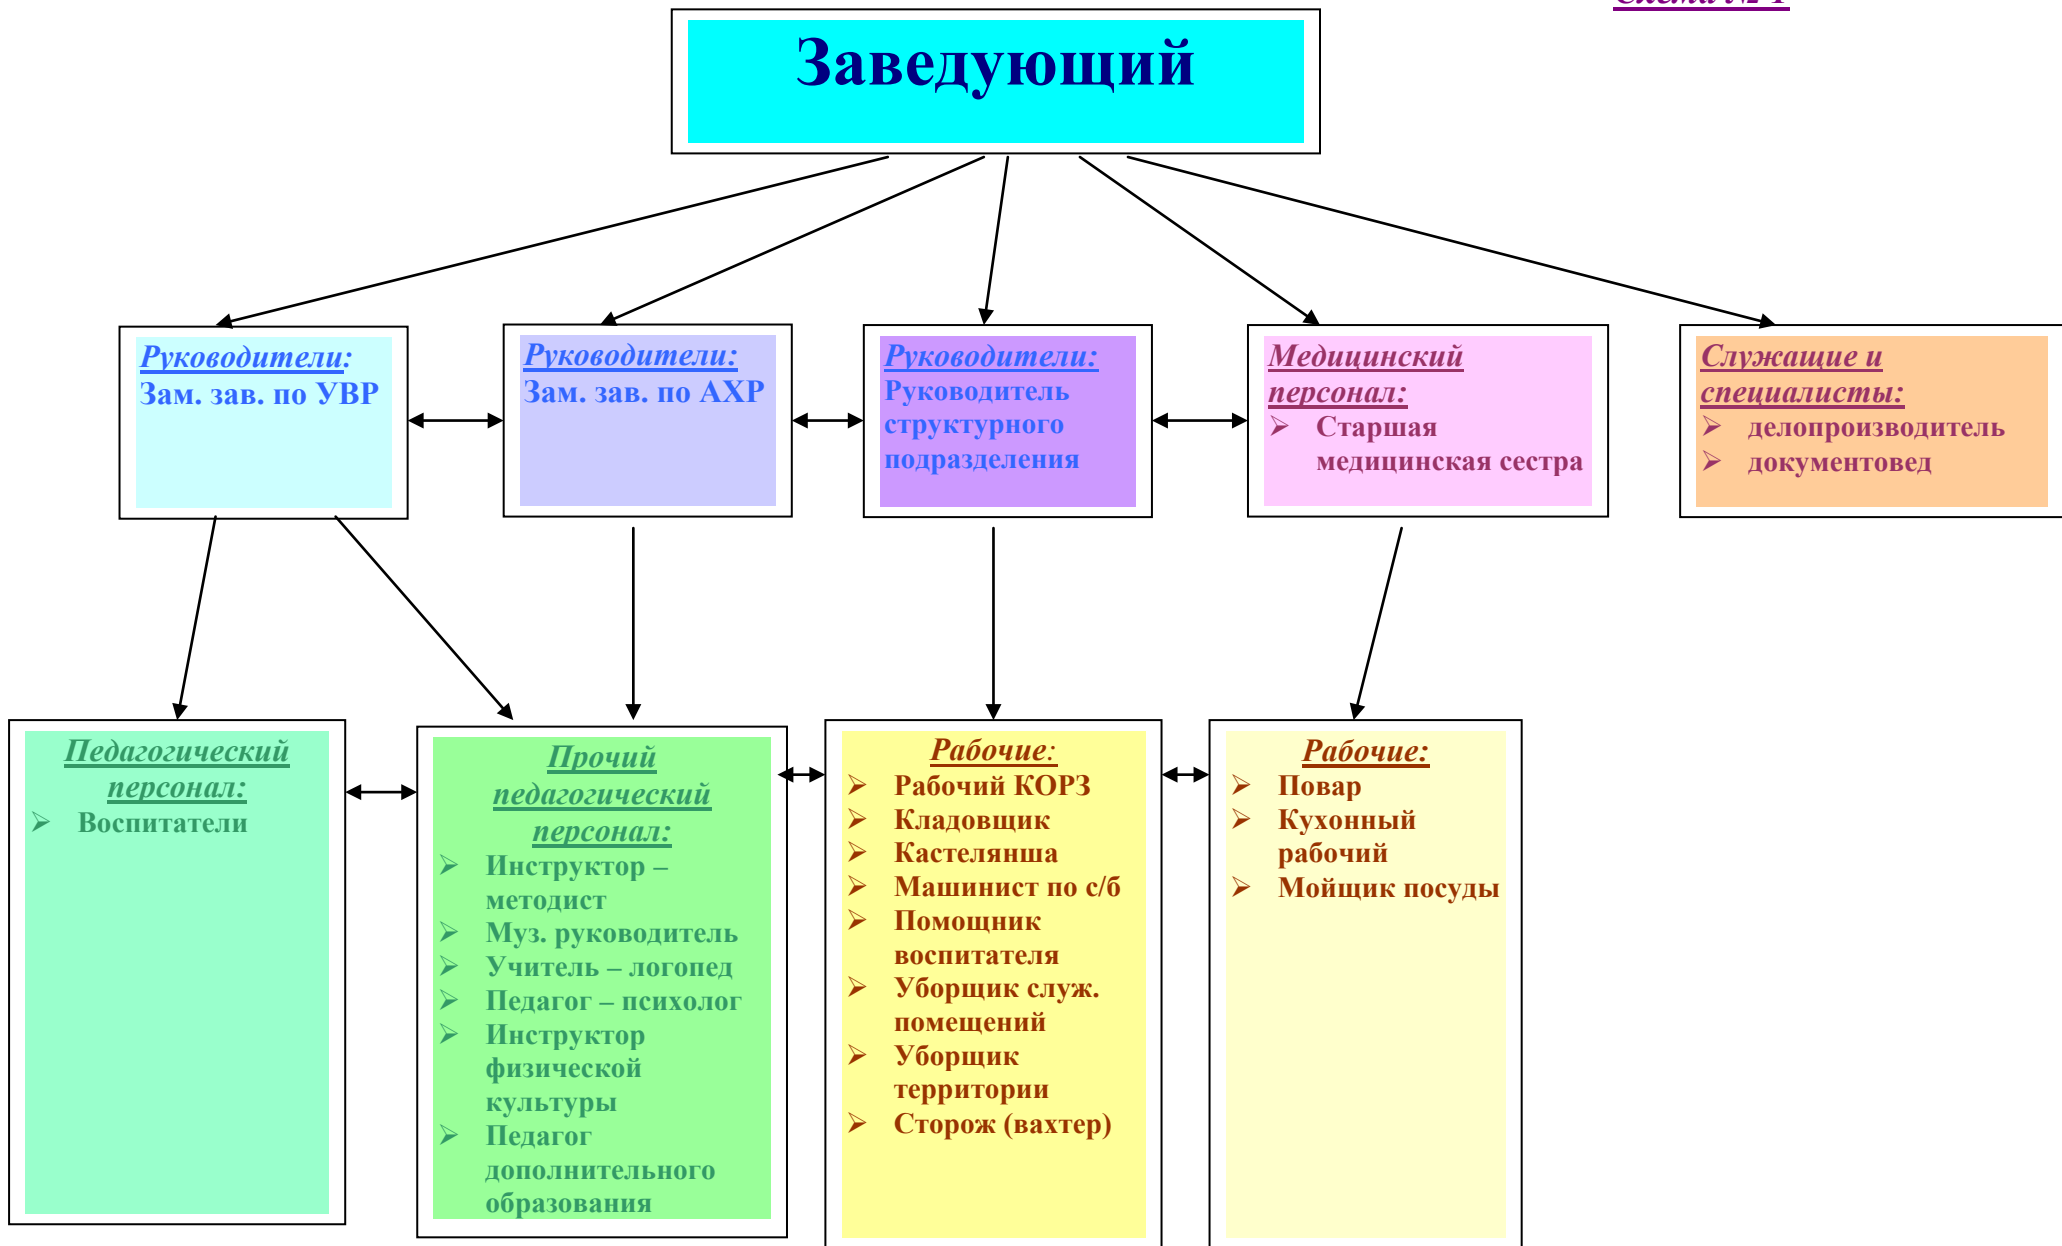 Схема № 1
Заведующий
Руководители:
Зам. зав. по УВР
Руководители:
Зам. зав. по АХР
Руководители:
Руководитель
структурного
подразделения
Медицинский
персонал:
➢ Старшая
медицинская сестра
Служащие и
специалисты:
➢ делопроизводитель
➢ документовед
Педагогический
персонал:
➢ Воспитатели
Прочий
педагогический
персонал:
➢ Инструктор –
методист
➢ Муз. руководитель
➢ Учитель – логопед
➢ Педагог – психолог
➢ Инструктор
физической
культуры
➢ Педагог
дополнительного
образования
Рабочие:
➢ Рабочий КОРЗ
➢ Кладовщик
➢ Кастелянша
➢ Машинист по с/б
➢ Помощник
воспитателя
➢ Уборщик служ.
помещений
➢ Уборщик
территории
➢ Сторож (вахтер)
Рабочие:
➢ Повар
➢ Кухонный
рабочий
➢ Мойщик посуды